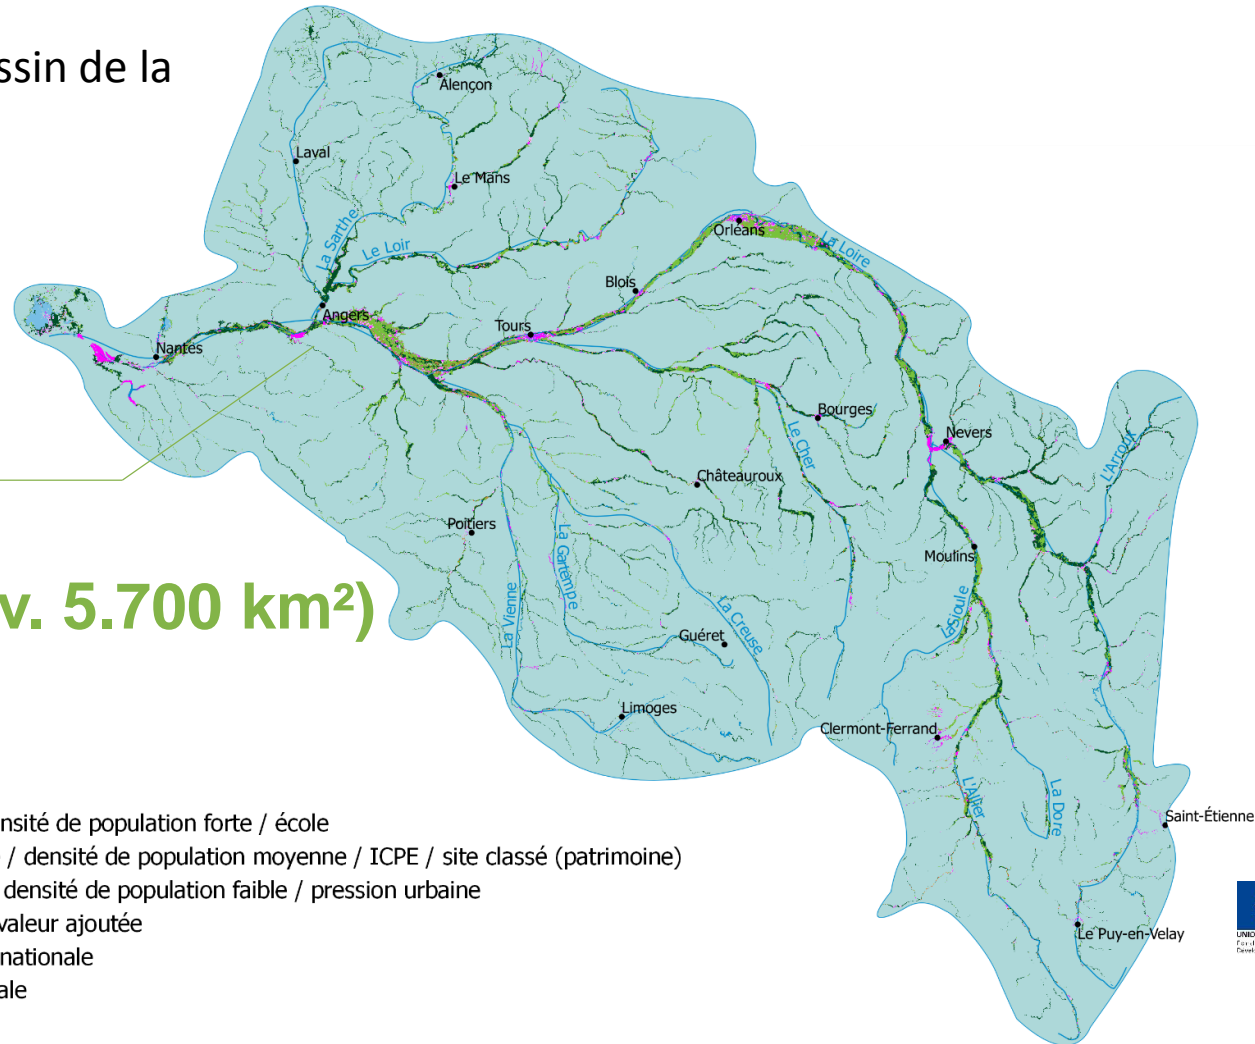 ssin de la
Alençon
Laval
Le Mans
La Sarthe
Le Loir
Orléans
La Loire
Blois
Angers
Tours
Nantes
Bourges
Nevers
Le Cher
L'Arroux
Châteauroux
Poitiers
La Gartempe
Moulins
v. 5.700 km²)
La Vienne
La Creuse
La Sioule
Guéret
Limoges
Clermont-Ferrand
L'Allier
La Dore
Saint-Étienne
nsité de population forte / école
/ densité de population moyenne / ICPE / site classé (patrimoine)
densité de population faible / pression urbaine
valeur ajoutée
nationale
ale
Le Puy-en-Velay
UNIO